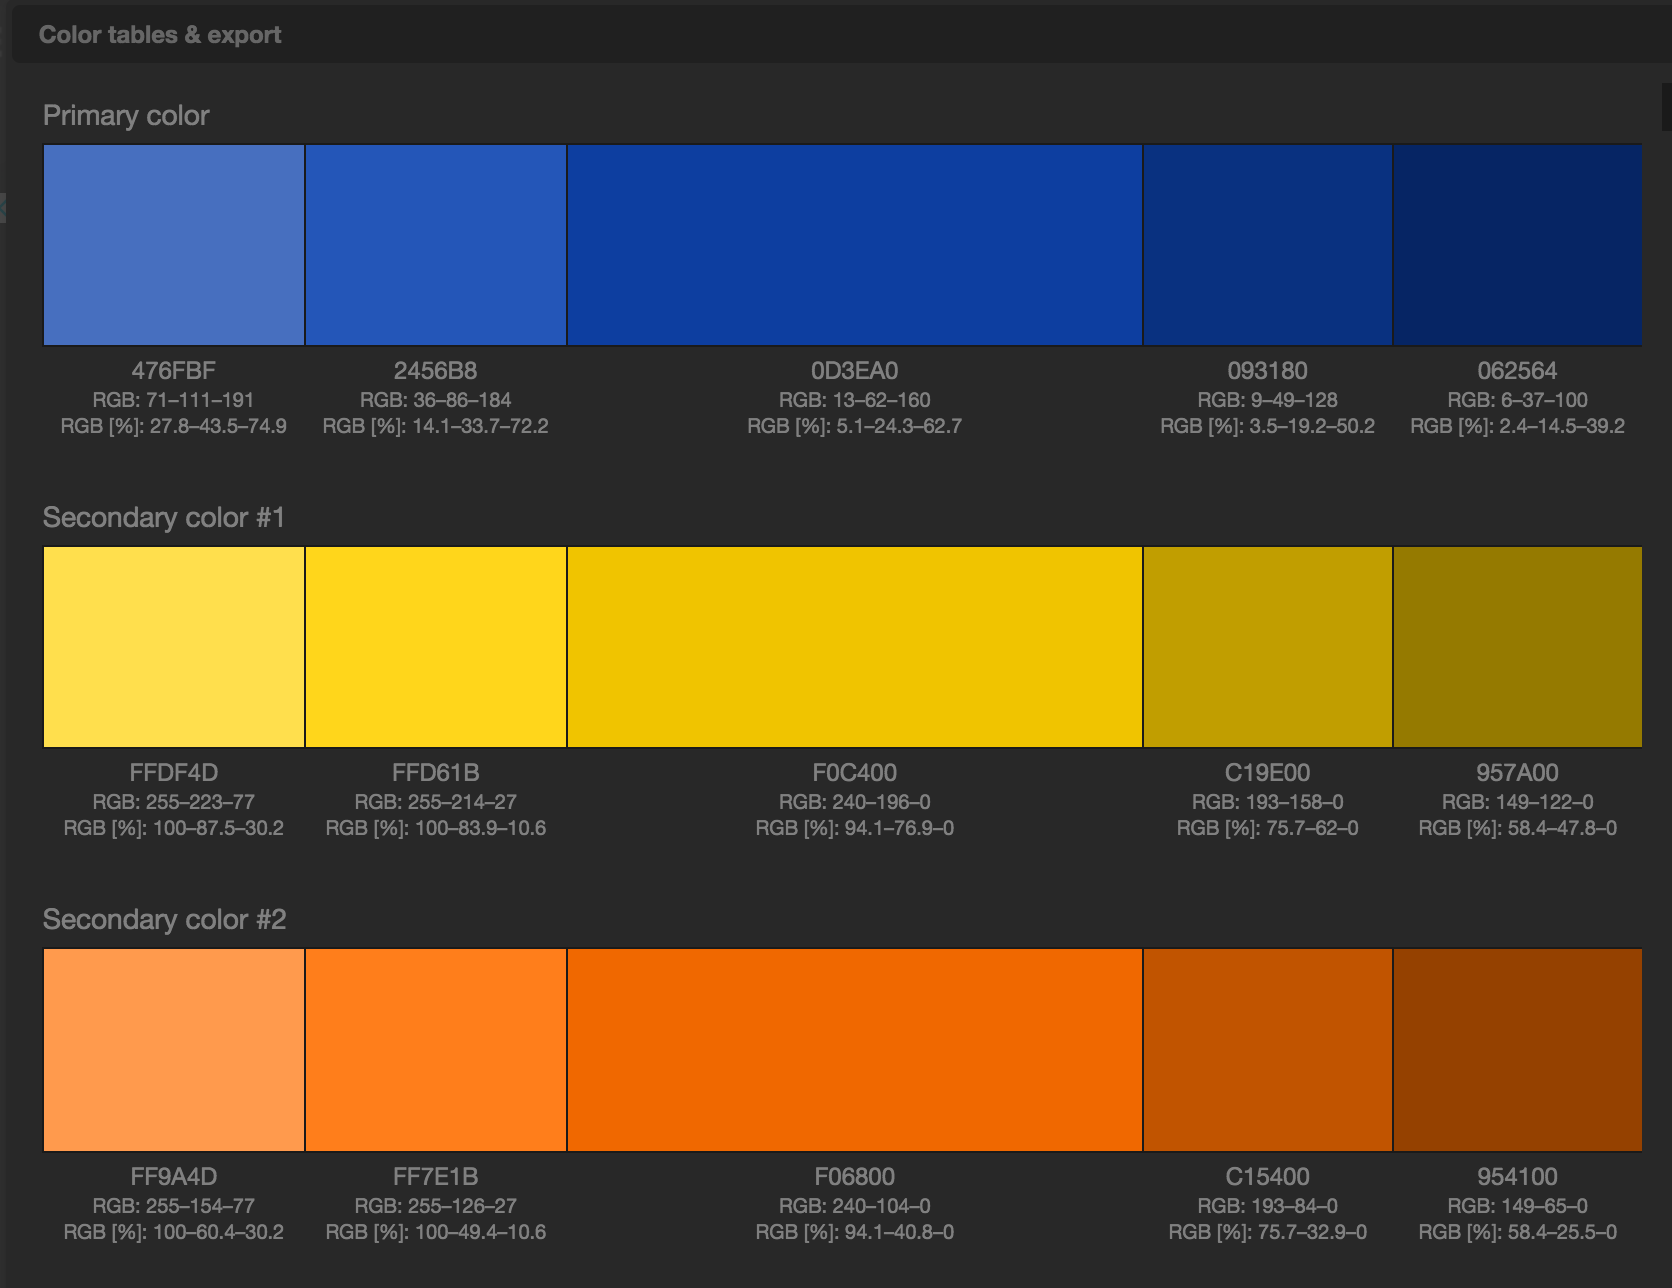 Color tables & export
Primary color
476FBF 2456B8 0D3EA0 093180 062564
RGB: 71–111–191 RGB: 36–86–184 RGB: 13–62–160 RGB: 9–49–128 RGB: 6–37–100
RGB [%]: 27.8–43.5–74.9 RGB [%]: 14.1–33.7–72.2 RGB [%]: 5.1–24.3–62.7 RGB [%]: 3.5–19.2–50.2 RGB [%]: 2.4–14.5–39.2
Secondary color #1
FFDF4D FFD61B F0C400 C19E00 957A00
RGB: 255–223–77 RGB: 255–214–27 RGB: 240–196–0 RGB: 193–158–0 RGB: 149–122–0
RGB [%]: 100–87.5–30.2 RGB [%]: 100–83.9–10.6 RGB [%]: 94.1–76.9–0 RGB [%]: 75.7–62–0 RGB [%]: 58.4–47.8–0
Secondary color #2
FF9A4D FF7E1B F06800 C15400 954100
RGB: 255–154–77 RGB: 255–126–27 RGB: 240–104–0 RGB: 193–84–0 RGB: 149–65–0
RGB [%]: 100–60.4–30.2 RGB [%]: 100–49.4–10.6 RGB [%]: 94.1–40.8–0 RGB [%]: 75.7–32.9–0 RGB [%]: 58.4–25.5–0